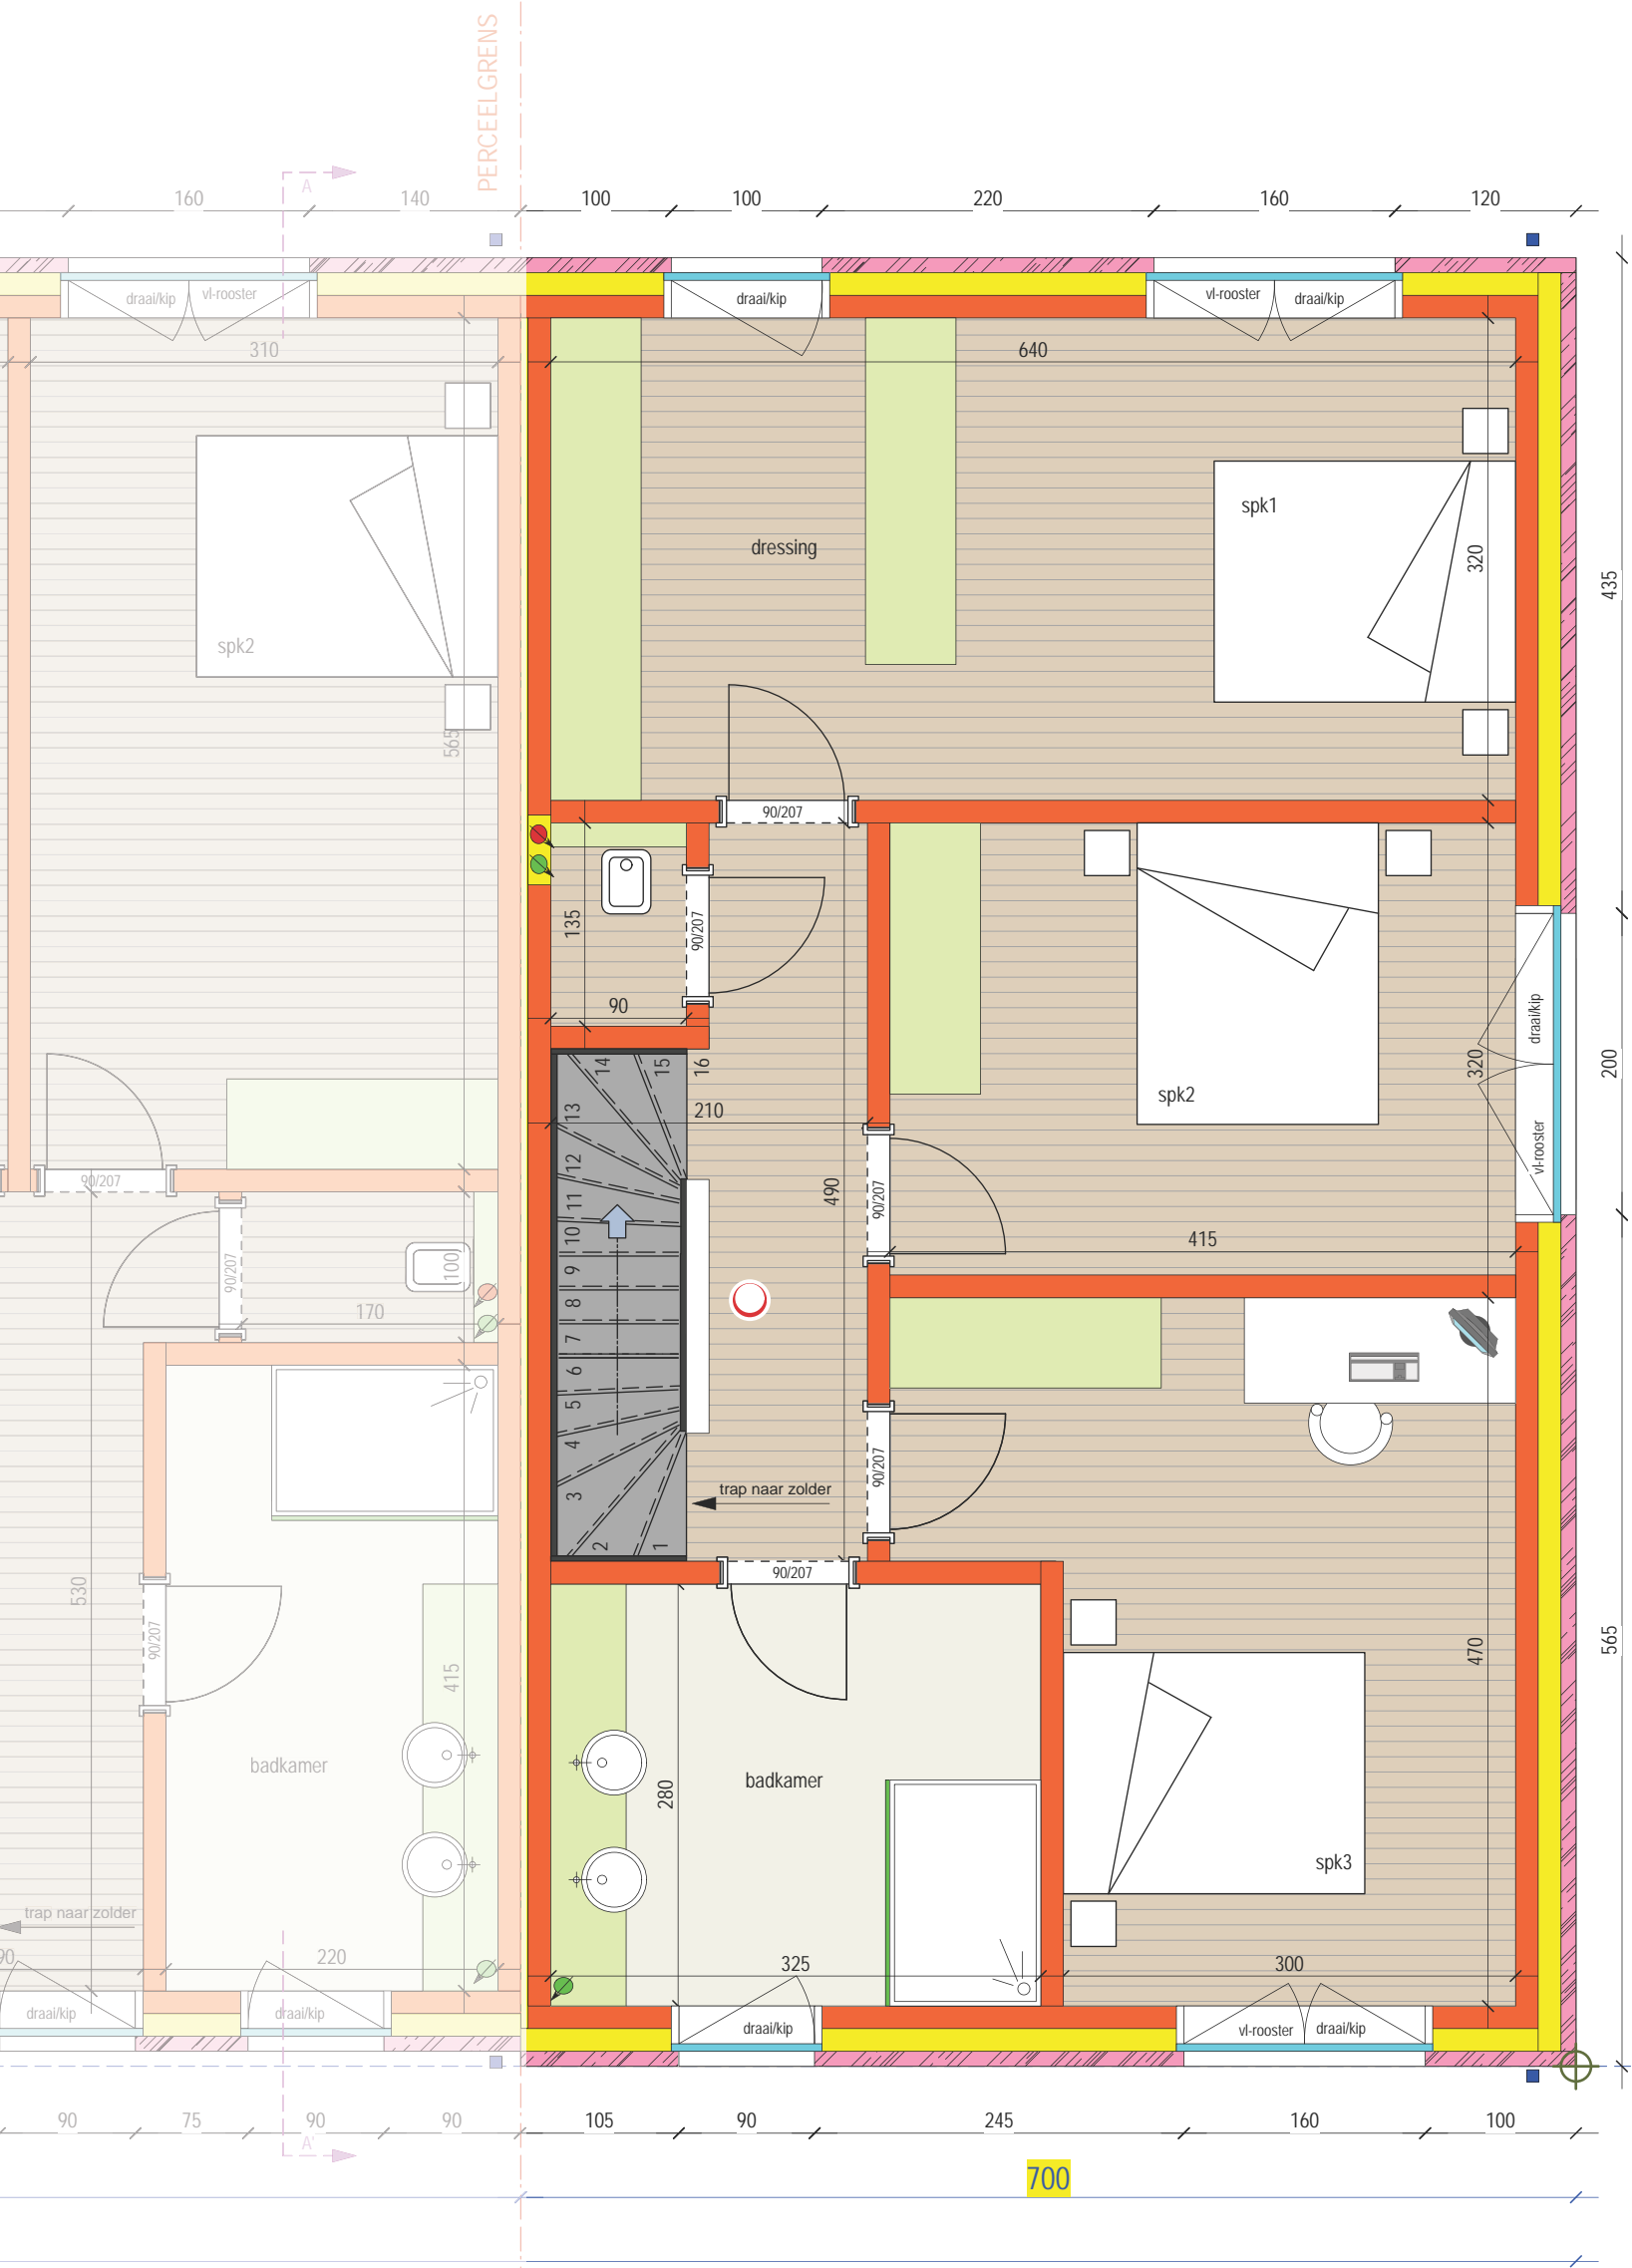 PERCEELGRENS
A
160
140
100
100
220
160
120
draai/kip
vl-rooster
draai/kip
vl-rooster
draai/kip
310
640
spk1
dressing
320
435
spk2
565
90/207
90/207
135
90
draai/kip
14
15
16
320
200
spk2
13
210
vl-rooster
12
90/207
11
490
90/207
10
415
90/207
100
9
170
8
7
6
5
4
90/207
3
trap naar zolder
2
1
90/207
530
90/207
470
565
415
badkamer
280
badkamer
spk3
trap naar zolder
90
220
325
300
draai/kip
draai/kip
draai/kip
vl-rooster
draai/kip
90
75
90
90
105
90
245
160
100
A'
700